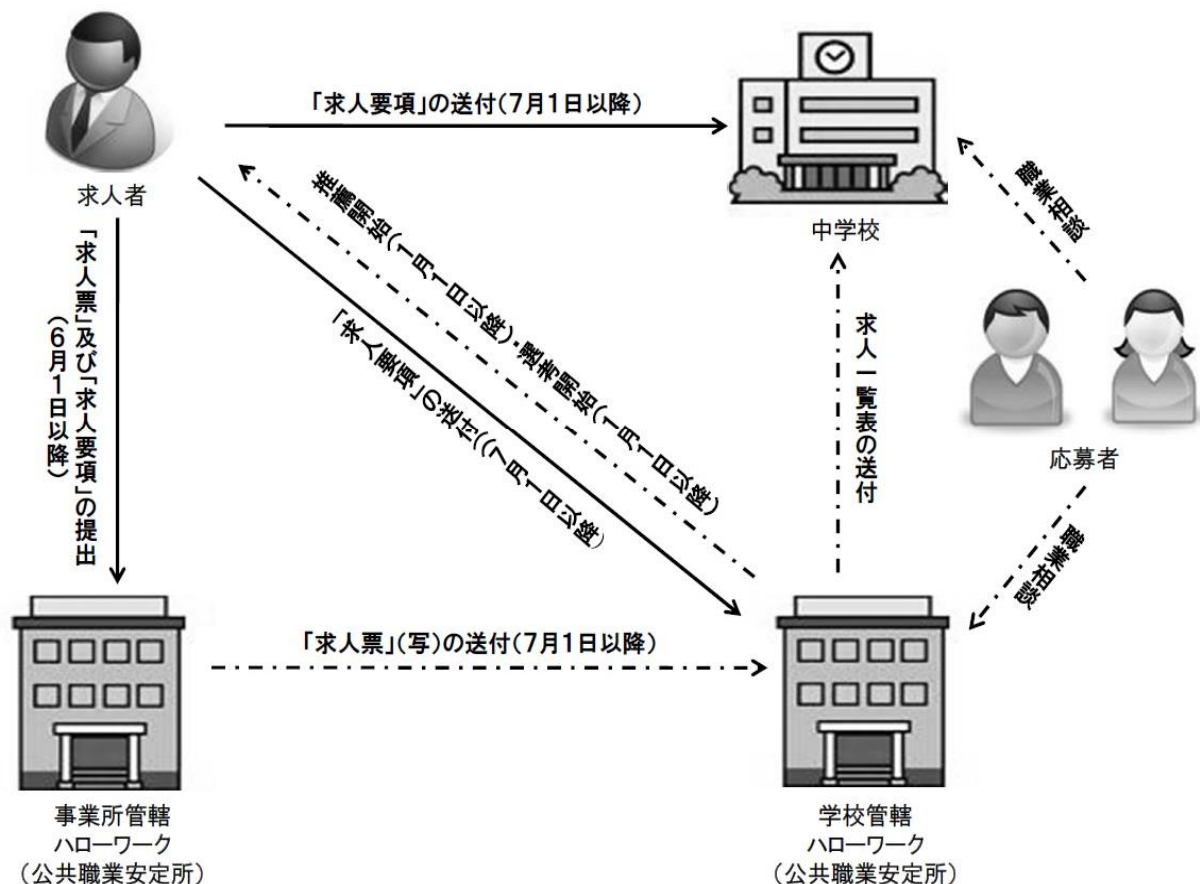 「求人要項」の送付(7月1日以降)
求人者
中学校
職業相談
推薦開始(1月1日以降)・選考開始(1月1日以降)
「求人要項」の送付((7月1日以降)
「求人票」及び「求人要項」の提出
(6月1日以降)
求人一覧表の送付
応募者
職業相談
「求人票」(写)の送付(7月1日以降)
事業所管轄
ハローワーク
(公共職業安定所)
学校管轄
ハローワーク
(公共職業安定所)